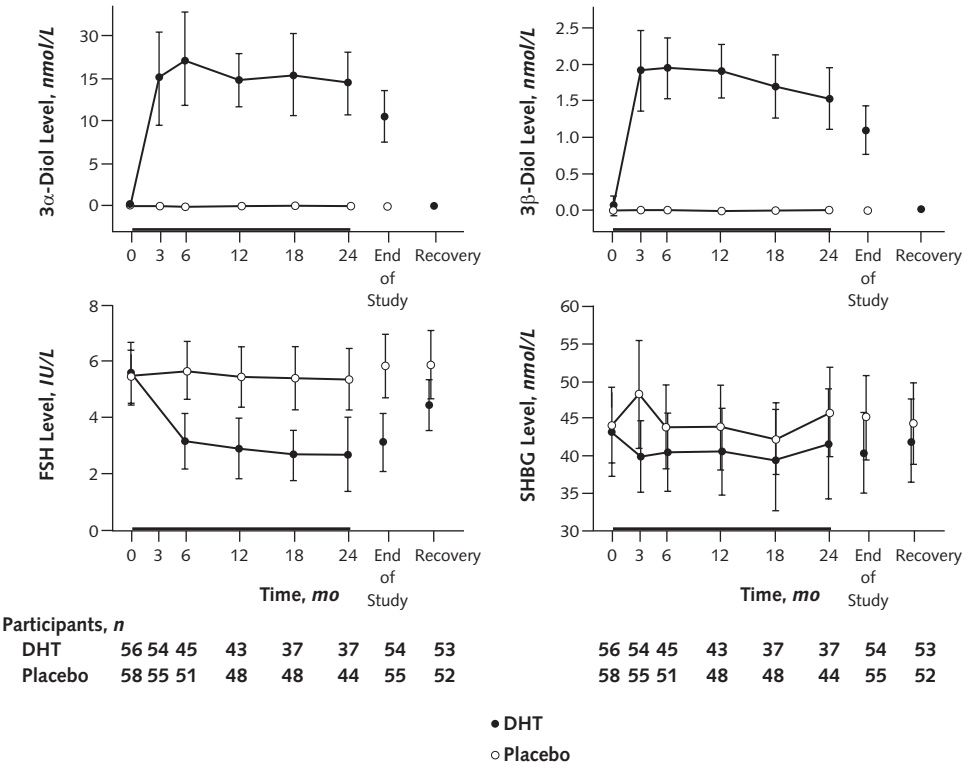 3α-Diol Level, nmol/L
30
15
10
5
0
0 3 6 12 18 24 End of Study Recovery
3β-Diol Level, nmol/L
2.5
2.0
1.5
1.0
0.5
0.0
0 3 6 12 18 24 End of Study Recovery
FSH Level, IU/L
8
6
4
2
0
0 3 6 12 18 24 End of Study Recovery
Time, mo
SHBG Level, nmol/L
60
55
50
45
40
35
30
0 3 6 12 18 24 End of Study Recovery
Time, mo
Participants, n
DHT 56 54 45 43 37 37 54 53 56 54 45 43 37 37 54 53
Placebo 58 55 51 48 48 44 55 52 58 55 51 48 48 44 55 52
DHT
Placebo